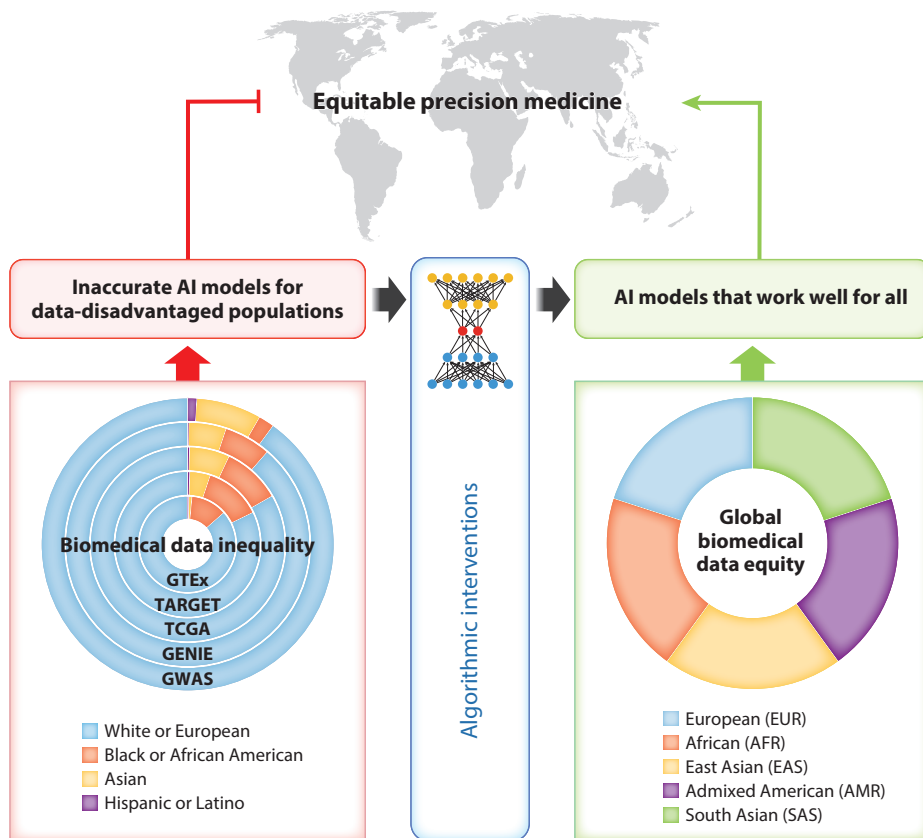 Equitable precision medicine
Inaccurate AI models for
data-disadvantaged populations
AI models that work well for all
Biomedical data inequality
GTEx
TARGET
TCGA
GENIE
GWAS
White or European
Black or African American
Asian
Hispanic or Latino
Algorithmic interventions
Global
biomedical
data equity
European (EUR)
African (AFR)
East Asian (EAS)
Admixed American (AMR)
South Asian (SAS)